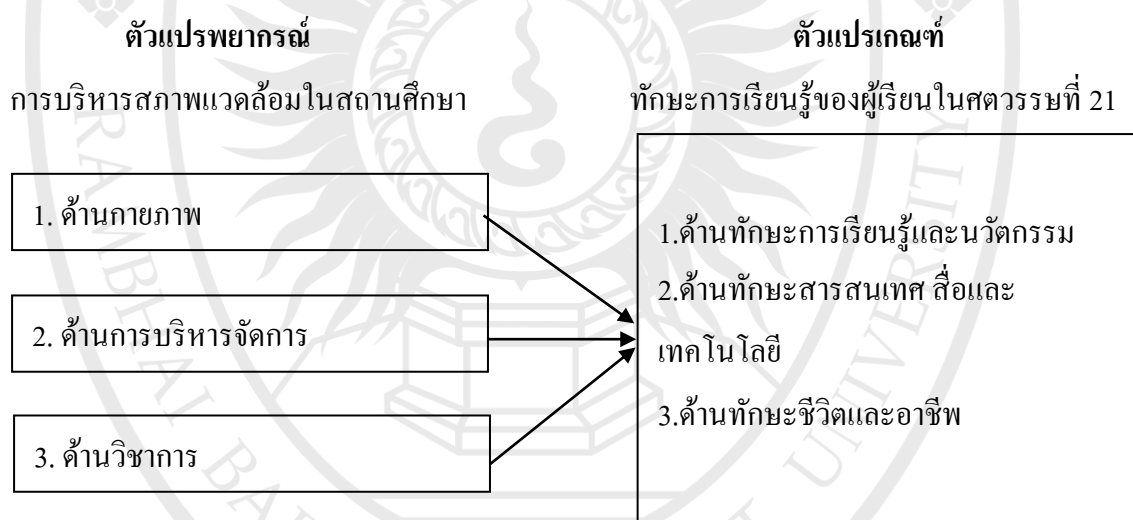 ตัวแปรพยากรณ์
การบริหารสภาพแวดล้อมในสถานศึกษา
1. ด้านกายภาพ
2. ด้านการบริหารจัดการ
3. ด้านวิชาการ
ตัวแปรเกณฑ์
ทักษะการเรียนรู้ของผู้เรียนในศตวรรษที่ 21
1.ด้านทักษะการเรียนรู้และนวัตกรรม
2.ด้านทักษะสารสนเทศ สื่อและ
เทคโนโลยี
3.ด้านทักษะชีวิตและอาชีพ
RAMBHAI BA
UNIVERSITY